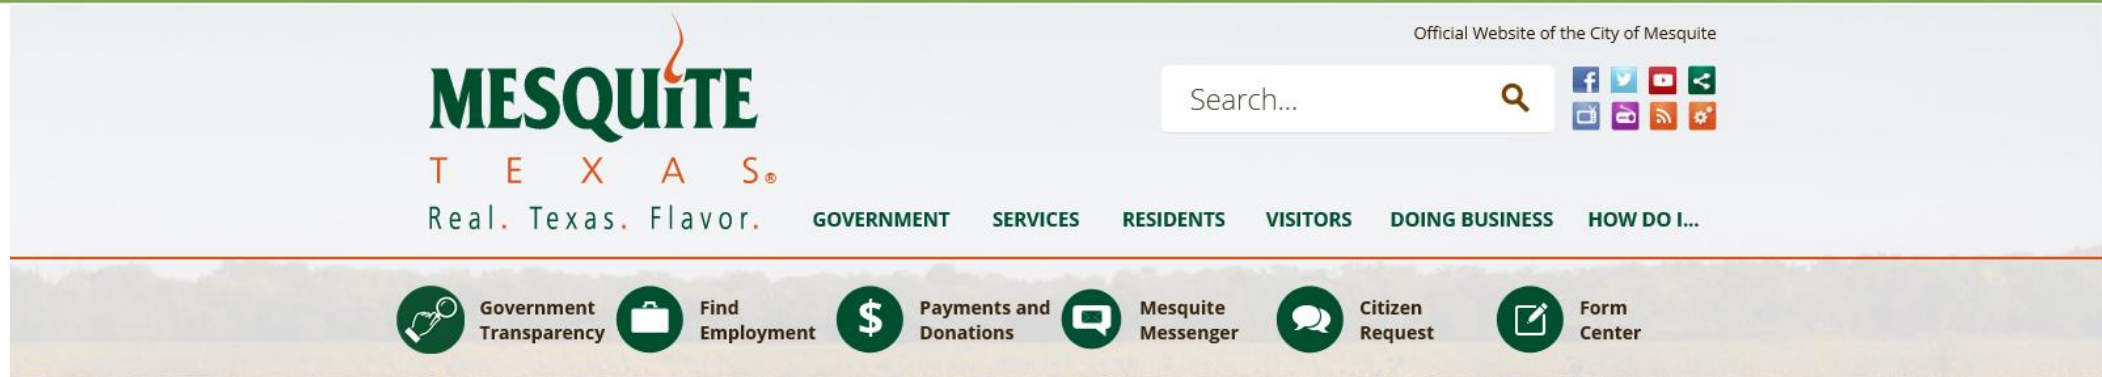 Official Website of the City of Mesquite
MESQUiTE
TEXAS®
Real. Texas. Flavor.
Search...
GOVERNMENT SERVICES RESIDENTS VISITORS DOING BUSINESS HOW DO I...
Government
Transparency
Find
Employment
Payments and
Donations
Mesquite
Messenger
Citizen
Request
Form
Center